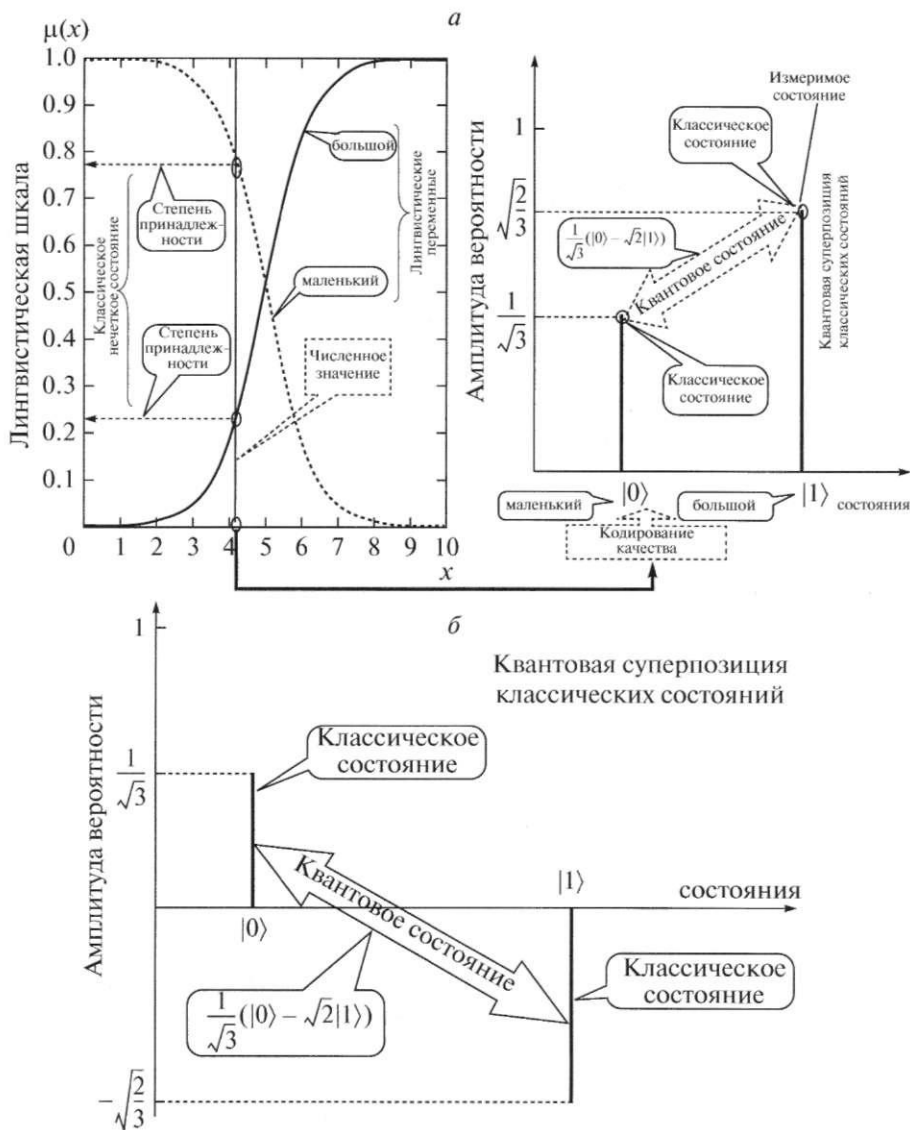 а
μ(x)
1.0
0.9
0.8
0.7
0.6
0.5
0.4
0.3
0.2
0.1
0
1 2 3 4 5 6 7 8 9 10
x
Лингвистическая шкала
Классическое
нечеткое состояние
Степень
принадлеж-
ности
Степень
принадлеж-
ности
большой
маленький
Лингвистические
переменные
Численное
значение
Амплитуда вероятности
1
√2/3
1/√3
Измеримое
состояние
Классическое
состояние
1/√3(|0⟩ − √2|1⟩)
Квантовое состояние
Квантовая суперпозиция
классических состояний
Классическое
состояние
маленький
|0⟩
большой
|1⟩ состояния
Кодирование
качества
б
Амплитуда вероятности
1
1/√3
−√2/3
Квантовая суперпозиция
классических состояний
Классическое
состояние
Квантовое состояние
|0⟩
|1⟩
состояния
1/√3(|0⟩ − √2|1⟩)
Классическое
состояние